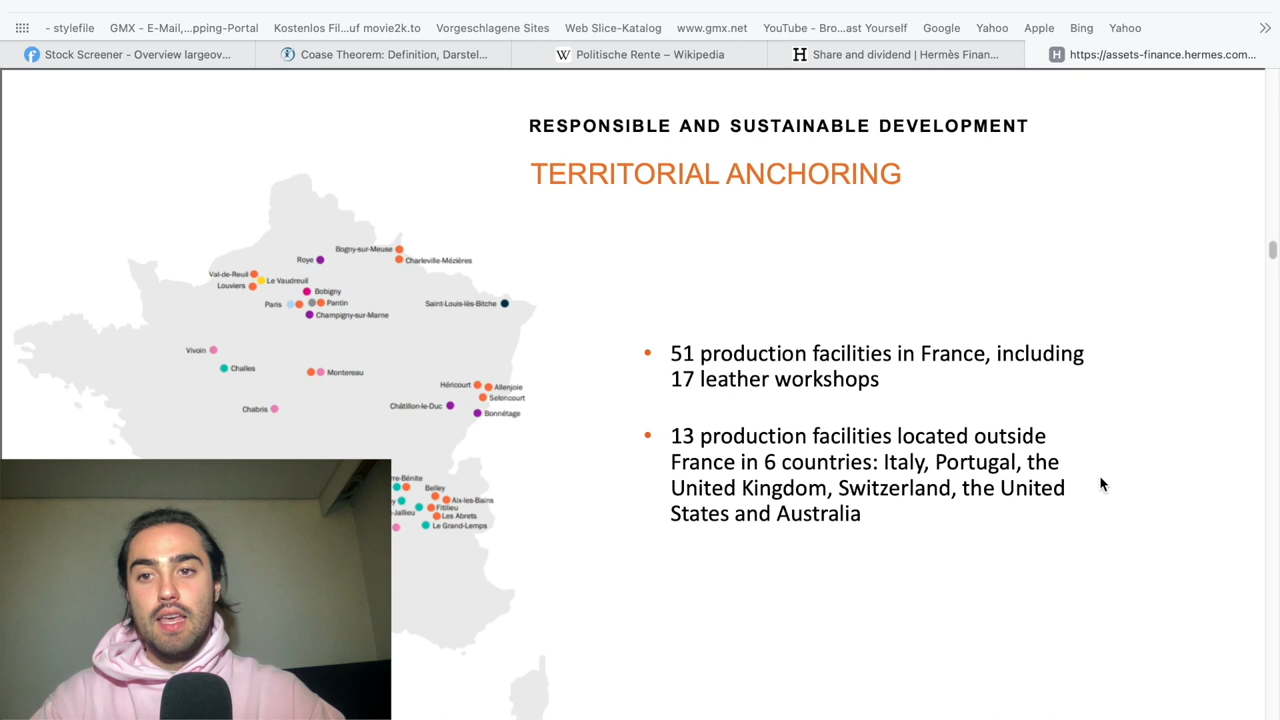 - stylefile GMX - E-Mail,...pping-Portal Kostenlos Fil...uf movie2k.to Vorgeschlagene Sites Web Slice-Katalog www.gmx.net YouTube - Bro...ast Yourself Google Yahoo Apple Bing Yahoo
Stock Screener - Overview largeov... Coase Theorem: Definition, Darstel... Politische Rente – Wikipedia Share and dividend | Hermès Finan... https://assets-finance.hermes.com...
RESPONSIBLE AND SUSTAINABLE DEVELOPMENT
TERRITORIAL ANCHORING
Bogny-sur-Meuse
Roye
Charleville-Mézières
Val-de-Reuil
Le Vaudreuil
Louviers
Bobigny
Paris
Pantin
Saint-Louis-lès-Bitche
Champigny-sur-Marne
Vivoin
Challes
Montereau
Héricourt
Allenjoie
Seloncourt
Châtillon-le-Duc
Chabris
Bonnétage
• 51 production facilities in France, including
17 leather workshops
• 13 production facilities located outside
France in 6 countries: Italy, Portugal, the
United Kingdom, Switzerland, the United
States and Australia
re-Bénite
Belley
Aix-les-Bains
Fitilieu
-Jallieu
Les Abrets
Le Grand-Lemps